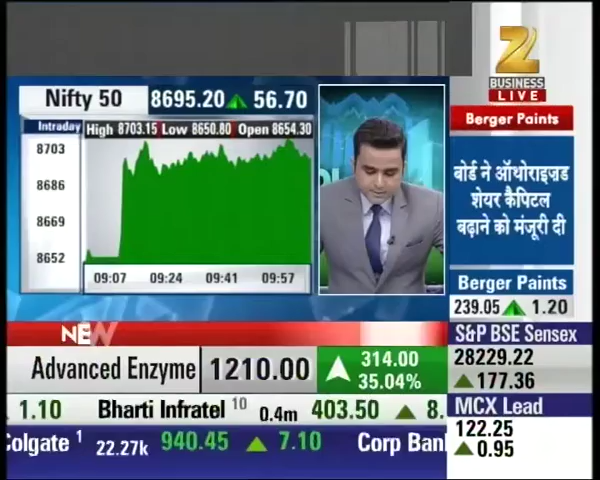 Z
BUSINESS
LIVE
Nifty 50 8695.20 56.70
Intraday High 8703.15 Low 8650.80 Open 8654.30
8703
8686
8669
8652
09:07 09:24 09:41 09:57
Berger Paints
बोर्ड ने ऑथोराइजड
शेयर कैपिटल
बढ़ाने को मंजूरी दी
Berger Paints
239.05 1.20
NEW
Advanced Enzyme 1210.00 314.00
35.04%
S&P BSE Sensex
28229.22
177.36
1.10 Bharti Infratel 10 0.4m 403.50 8.
MCX Lead
122.25
0.95
Colgate 1 22.27k 940.45 7.10 Corp Ban